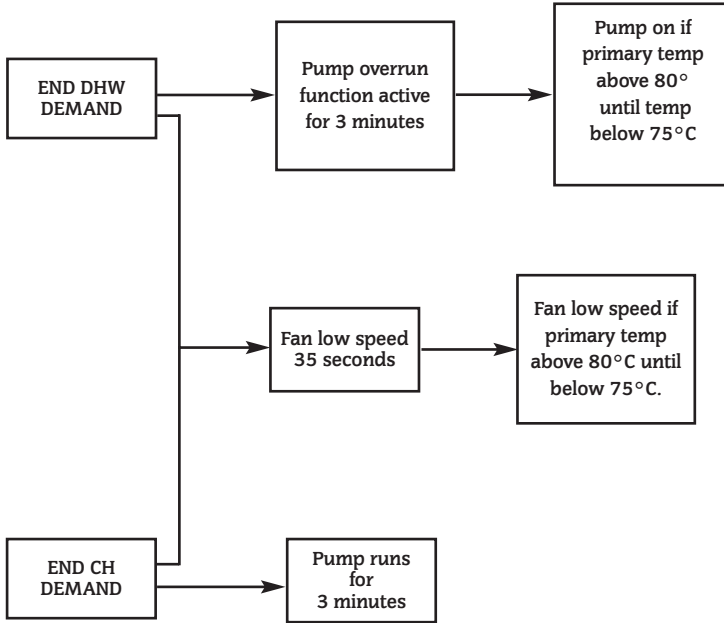 END DHW
DEMAND
Pump overrun
function active
for 3 minutes
Pump on if
primary temp
above 80°
until temp
below 75°C
Fan low speed
35 seconds
Fan low speed if
primary temp
above 80°C until
below 75°C.
END CH
DEMAND
Pump runs
for
3 minutes